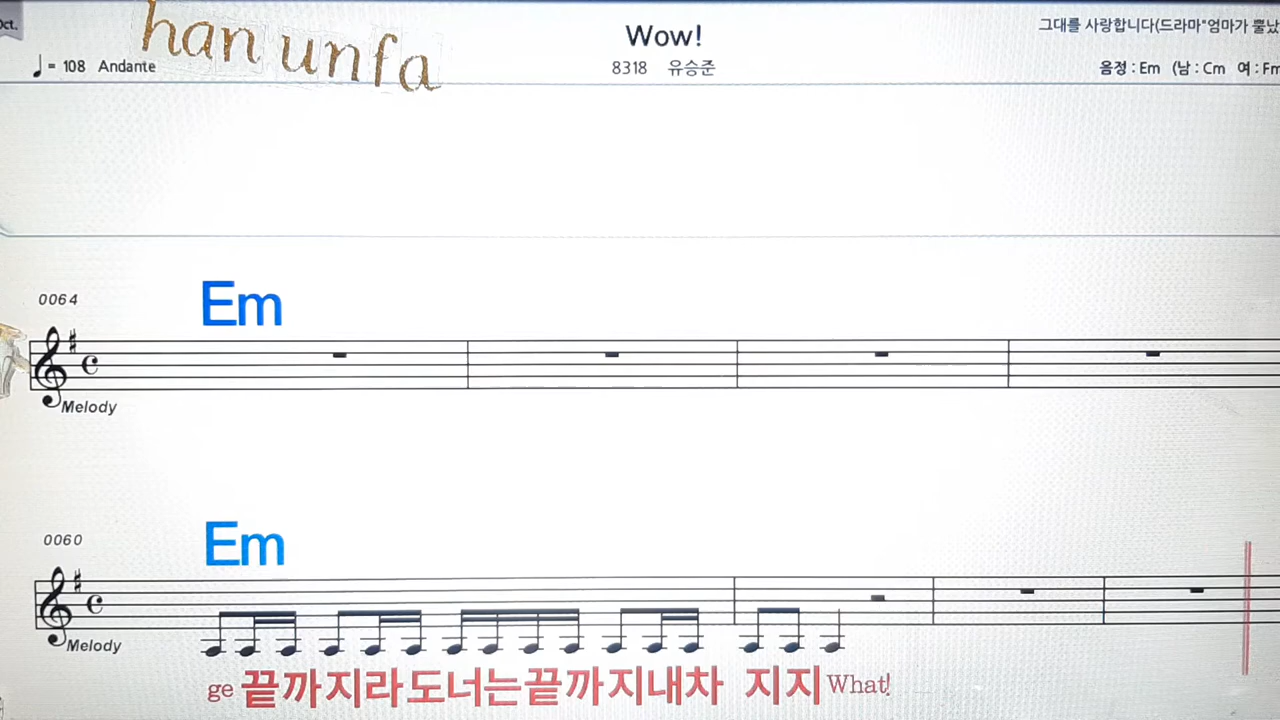 Oct.
han unfa
Wow!
그대를 사랑합니다(드라마"엄마가 뿔났
♩= 108 Andante
8318 유승준
음정 : Em (남 : Cm 여 : Fm
0064
Em
Melody
0060
Em
Melody
ge 끝까지라도너는끝까지내차 지지 What!